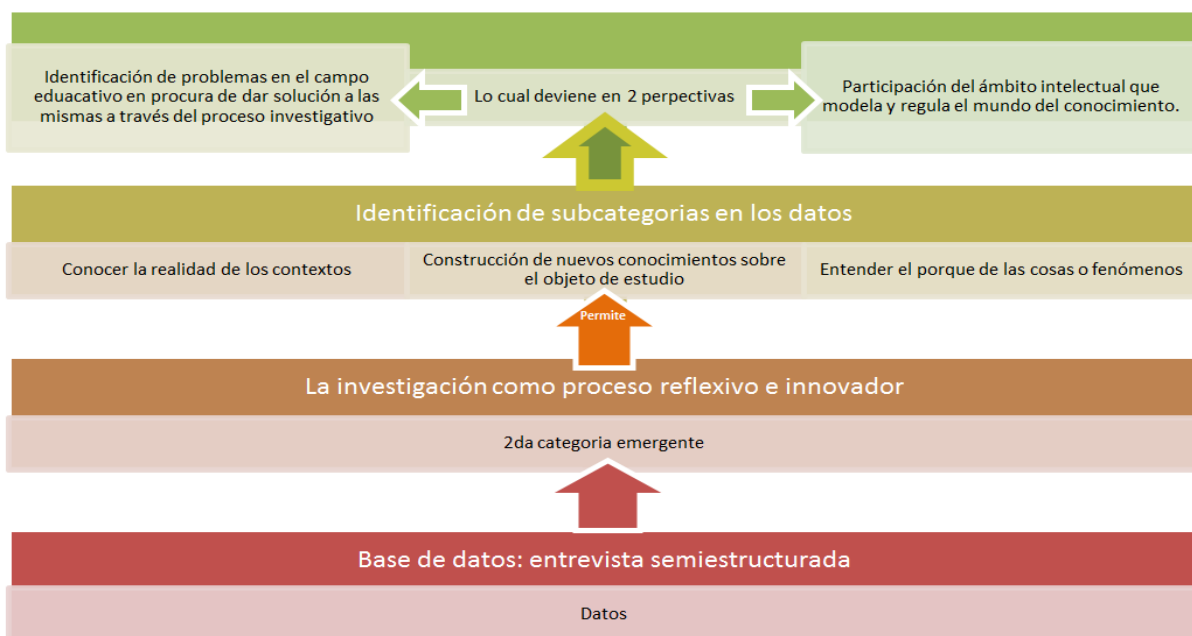 Identificación de problemas en el campo
eduacativo en procura de dar solución a las
mismas a través del proceso investigativo
Lo cual deviene en 2 perpectivas
Participación del ámbito intelectual que
modela y regula el mundo del conocimiento.
Identificación de subcategorias en los datos
Conocer la realidad de los contextos
Construcción de nuevos conocimientos sobre
el objeto de estudio
Entender el porque de las cosas o fenómenos
Permite
La investigación como proceso reflexivo e innovador
2da categoria emergente
Base de datos: entrevista semiestructurada
Datos